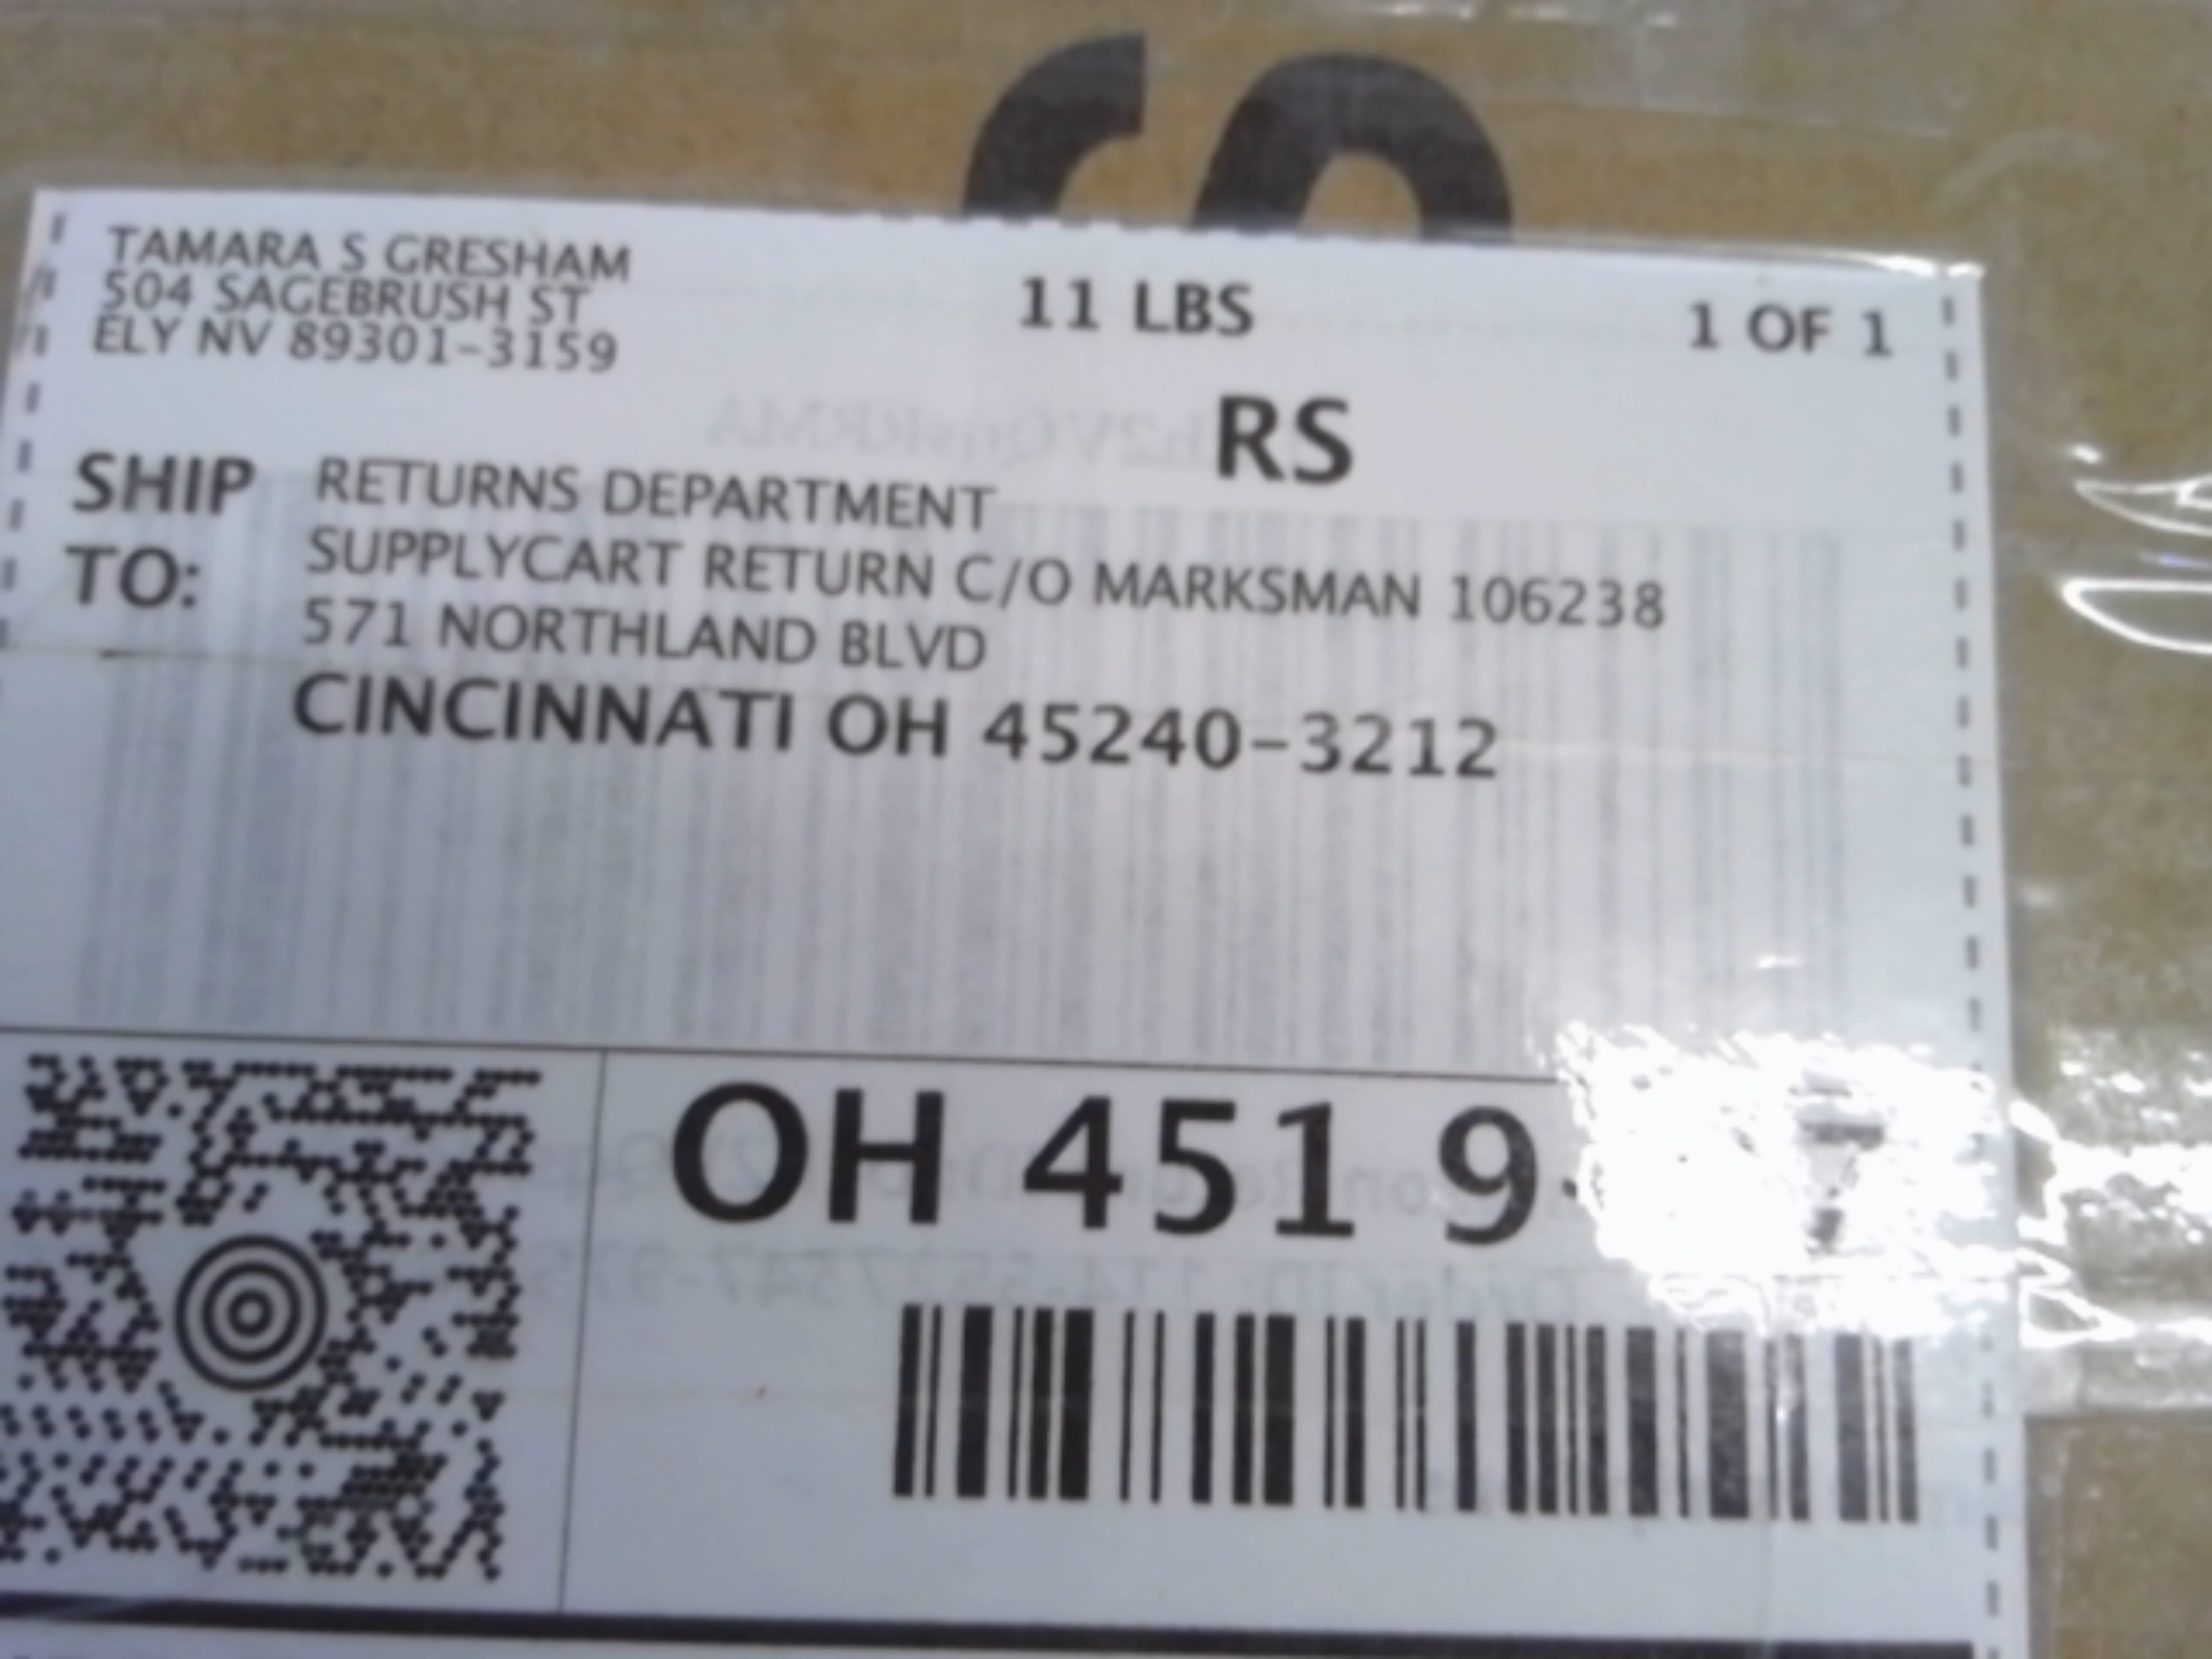 TAMARA S GRESHAM
504 SAGEBRUSH ST
ELY NV 89301-3159
11 LBS
1 OF 1
RS
SHIP TO:
RETURNS DEPARTMENT
SUPPLYCART RETURN C/O MARKSMAN 106238
571 NORTHLAND BLVD
CINCINNATI OH 45240-3212
OH 451 9-